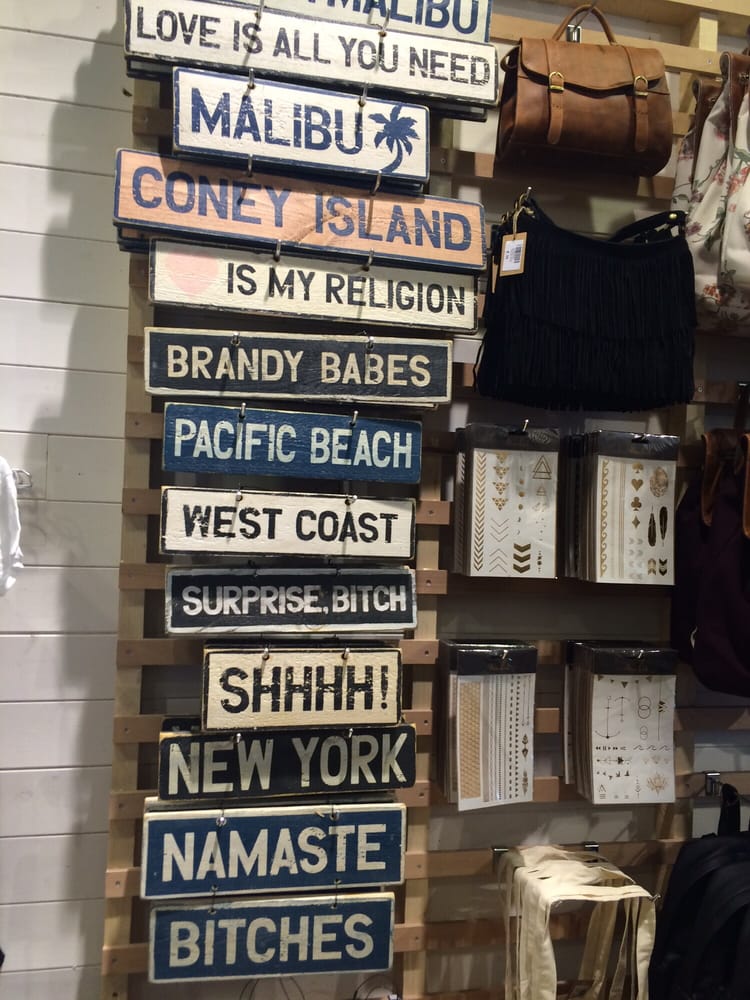 MALIBU
LOVE IS ALL YOU NEED
MALIBU
CONEY ISLAND
IS MY RELIGION
BRANDY BABES
PACIFIC BEACH
WEST COAST
SURPRISE, BITCH
SHHHH!
NEW YORK
NAMASTE
BITCHES